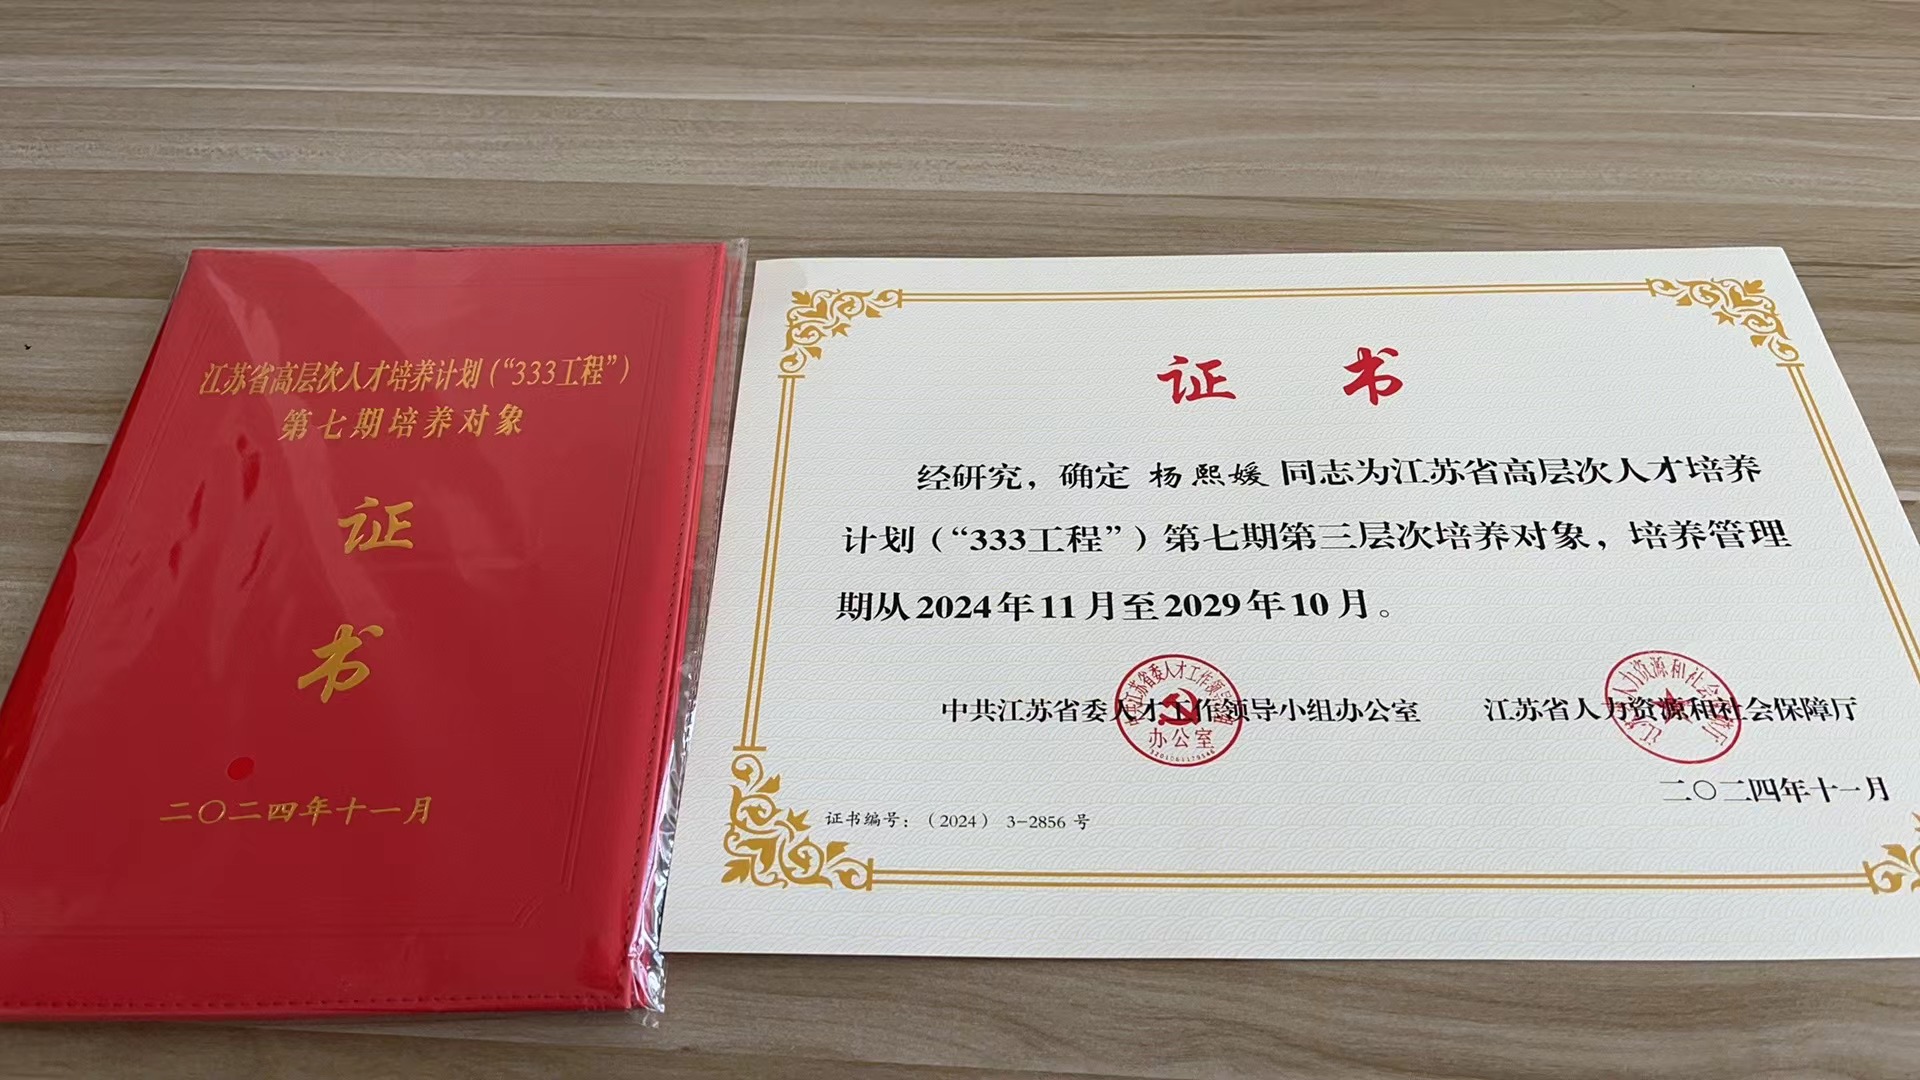 江苏省高层次人才培养计划(“333工程”)
第七期培养对象
证
书
二〇二四年十一月
证 书
经研究，确定 杨熙媛 同志为江苏省高层次人才培养
计划(“333工程”)第七期第三层次培养对象，培养管理
期从2024年11月至2029年10月。
中共江苏省委人才工作领导小组办公室
江苏省人力资源和社会保障厅
办公室
二〇二四年十一月
证书编号：（2024） 3-2856 号